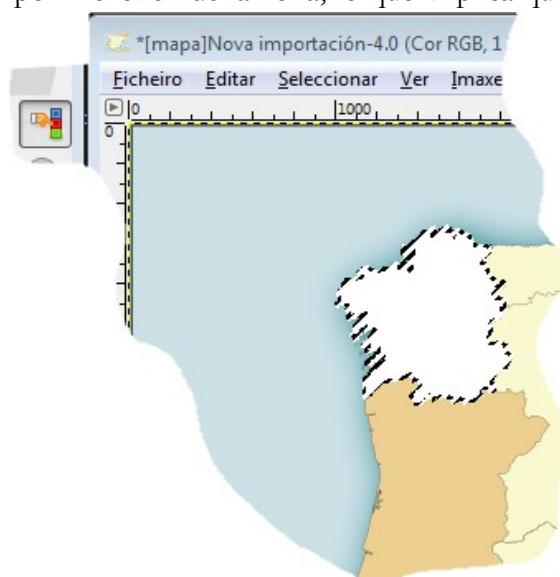 *[mapa]Nova importación-4.0 (Cor RGB, 1
Ficheiro Editar Seleccionar Ver Imaxe
0 1000
0